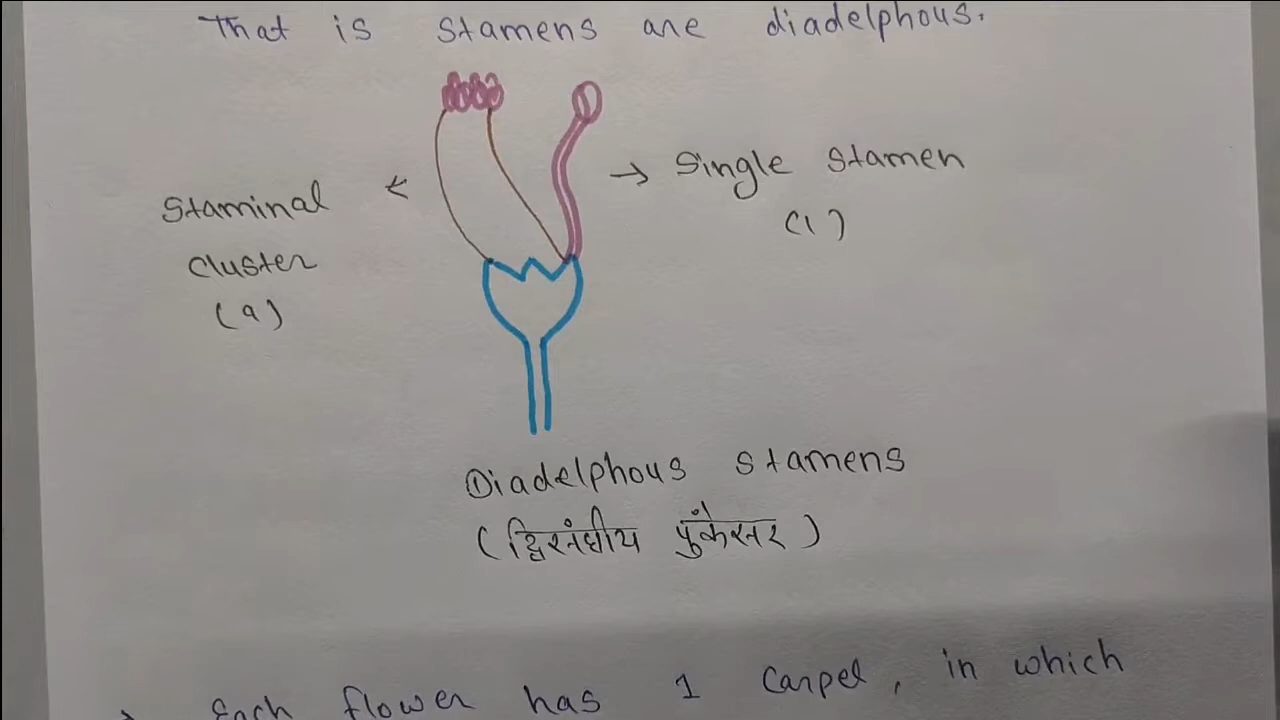 That is stamens are diadelphous.
Staminal cluster (9)
→ Single stamen (1)
Diadelphous stamens
(द्विसंघीय पुंकेसर)
→ Each flower has 1 carpel, in which